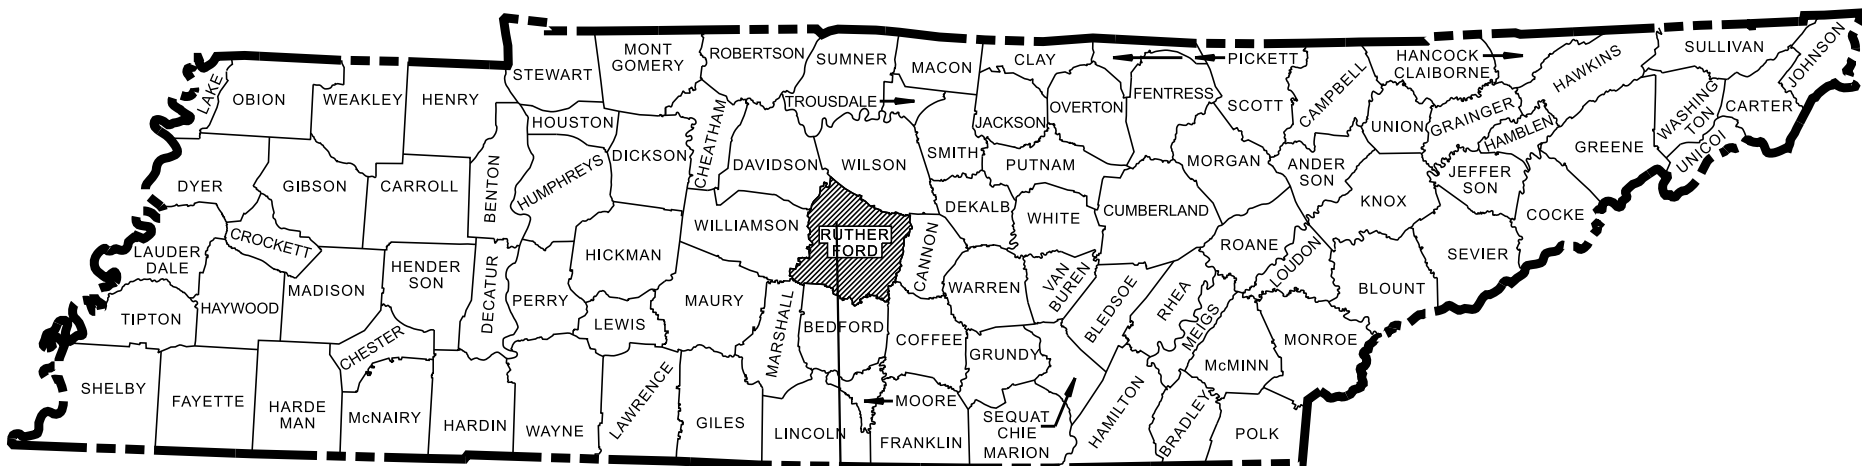 STEWART
MONT
GOMERY
ROBERTSON
SUMNER
MACON
CLAY
PICKETT
HANCOCK
CLAIBORNE
HAWKINS
SULLIVAN
JOHNSON
LAKE
OBION
WEAKLEY
HENRY
HOUSTON
CHEATHAM
TROUSDALE
JACKSON
OVERTON
FENTRESS
SCOTT
CAMPBELL
UNION
GRAINGER
HAMBLEN
WASHING
TON
CARTER
UNICOI
GREENE
DYER
GIBSON
CARROLL
BENTON
HUMPHREYS
DICKSON
DAVIDSON
WILSON
SMITH
PUTNAM
MORGAN
ANDER
SON
KNOX
JEFFER
SON
COCKE
LAUDER
DALE
CROCKETT
MADISON
HENDER
SON
DECATUR
PERRY
HICKMAN
WILLIAMSON
RUTHER
FORD
CANNON
DEKALB
WHITE
CUMBERLAND
ROANE
LOUDON
BLOUNT
SEVIER
TIPTON
HAYWOOD
CHESTER
LEWIS
MAURY
MARSHALL
BEDFORD
COFFEE
WARREN
VAN
BUREN
BLEDSOE
RHEA
MEIGS
McMINN
MONROE
SHELBY
FAYETTE
HARDE
MAN
McNAIRY
HARDIN
WAYNE
LAWRENCE
GILES
LINCOLN
MOORE
FRANKLIN
GRUNDY
SEQUAT
CHIE
MARION
HAMILTON
BRADLEY
POLK